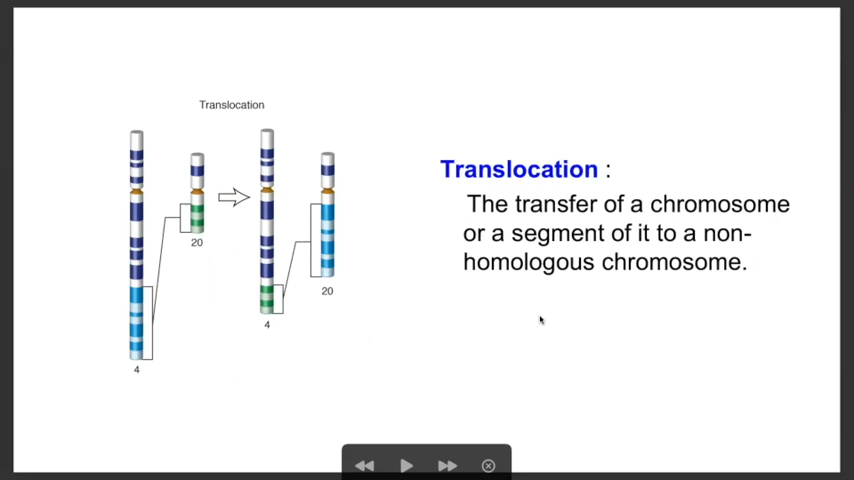 Translocation
Translocation :
The transfer of a chromosome
or a segment of it to a non-
homologous chromosome.
20
20
4
4